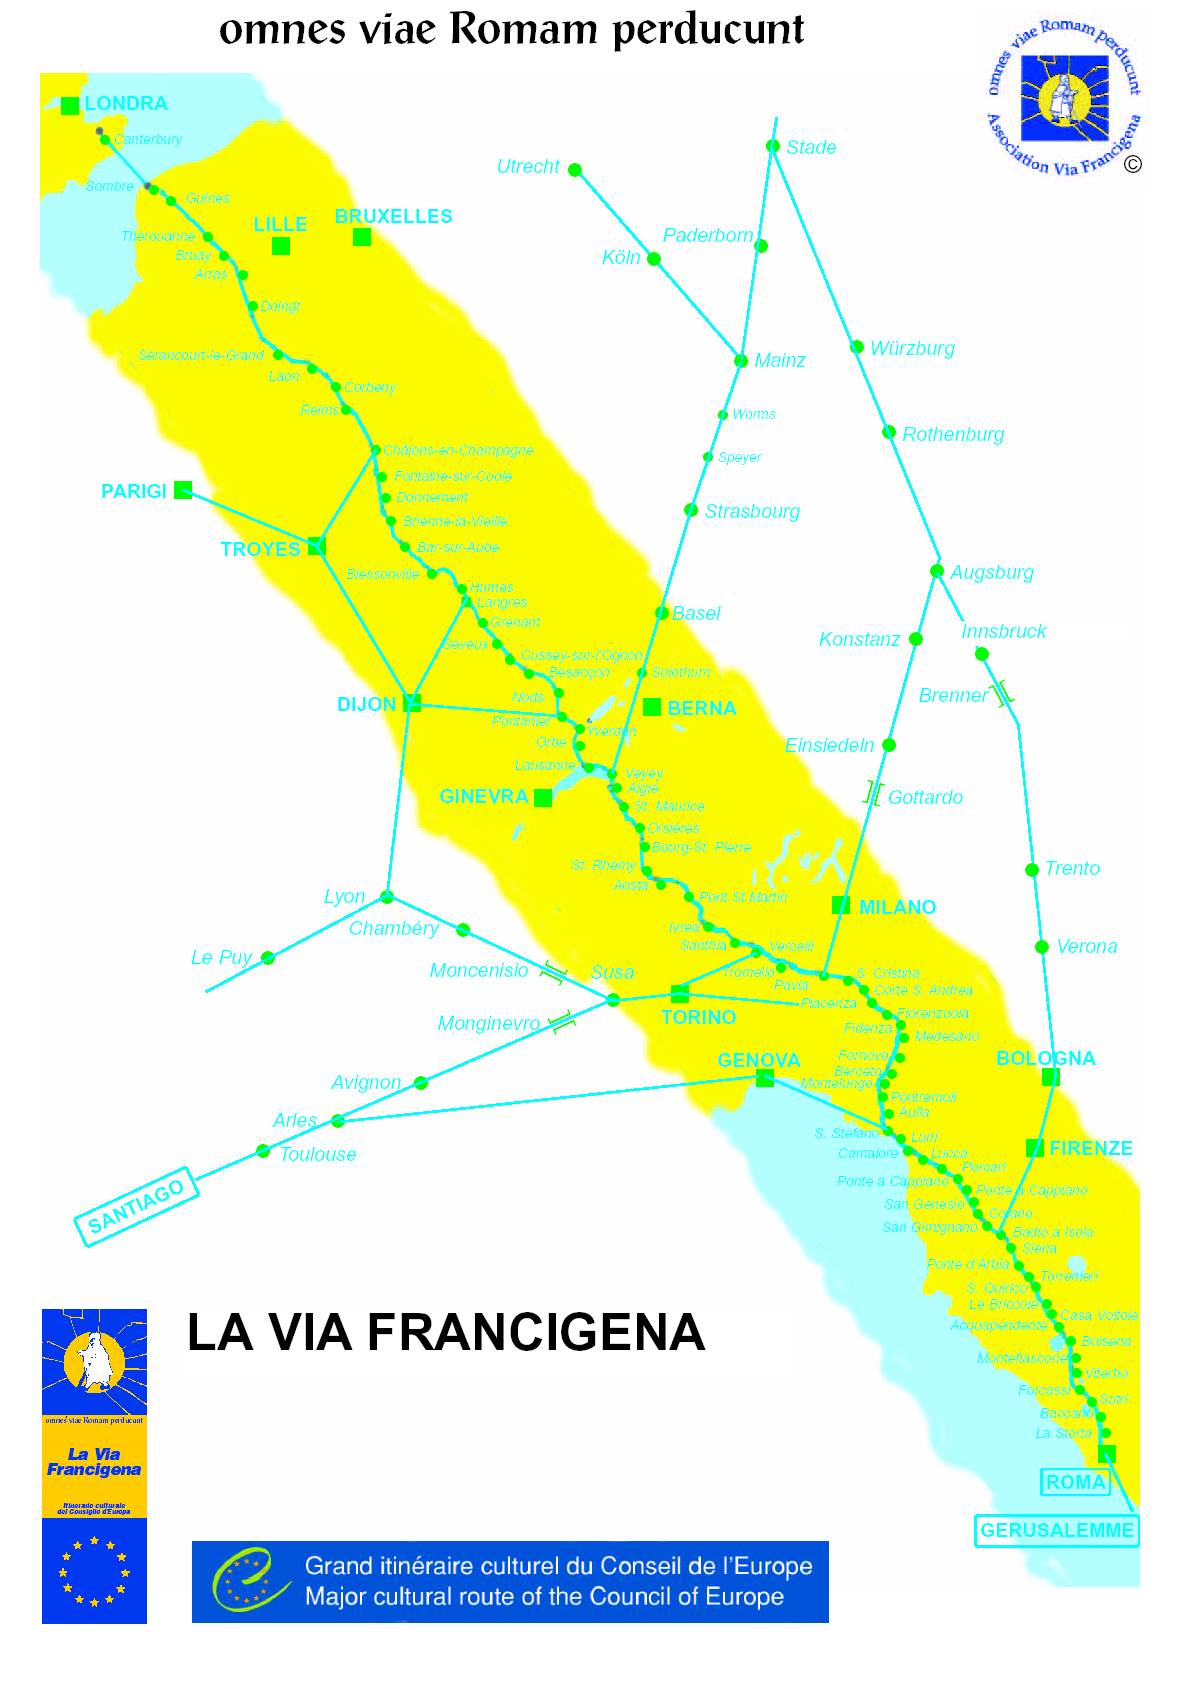 omnes viae Romam perducunt
omnes viae Romam perducunt
Association Via Francigena
©
LONDRA
Canterbury
Sombre
Guines
LILLE
BRUXELLES
Therouanne
Bruay
Arras
Doingt
Sérancourt-le-Grand
Laon
Corbeny
Reims
Châlons-en-Champagne
Fontaine-sur-Coole
Donnement
Brienne-la-Vieille
Bar-sur-Aube
Blessonville
Humes
Langres
Grenant
Seveux
Cussey-sur-l'Ognon
Besançon
Nods
Pontarlier
Yverdon
Orbe
Lausanne
Vevey
Aigle
St. Maurice
Orsières
Bourg-St. Pierre
St. Rhémy
Aosta
Pont St Martin
Ivrea
Santhia
Vercelli
Tromello
Pavia
S. Cristina
Corte S. Andrea
Piacenza
Fiorenzuola
Fidenza
Medesano
Fornovo
Berceto
Montelungo
Pontremoli
Aulla
S. Stefano
Luni
Camaiore
Lucca
Porcari
Ponte a Cappiano
Ponte a Cappiano
San Genesio
Coiano
San Gimignano
Badio a Isola
Siena
Ponte d'Arbia
Torrenieri
S. Quirico
Le Briccole
Casa Voltole
Acquapendente
Bolsena
Montefiascone
Viterbo
Forcassi
Sutri
Baccano
La Storta
ROMA
GERUSALEMME
Utrecht
Stade
Köln
Paderborn
Mainz
Würzburg
Worms
Rothenburg
Speyer
Strasbourg
Augsburg
Basel
Konstanz
Innsbruck
Solothurn
BERNA
Brenner
Einsiedeln
Gottardo
Trento
MILANO
Verona
BOLOGNA
FIRENZE
PARIGI
TROYES
DIJON
GINEVRA
Lyon
Chambéry
Le Puy
Moncenisio
Susa
Monginevro
TORINO
GENOVA
Avignon
Arles
Toulouse
SANTIAGO
LA VIA FRANCIGENA
omnes viae Romam perducunt
La Via
Francigena
Itinerario culturale
del Consiglio d'Europa
Grand itinéraire culturel du Conseil de l'Europe
Major cultural route of the Council of Europe